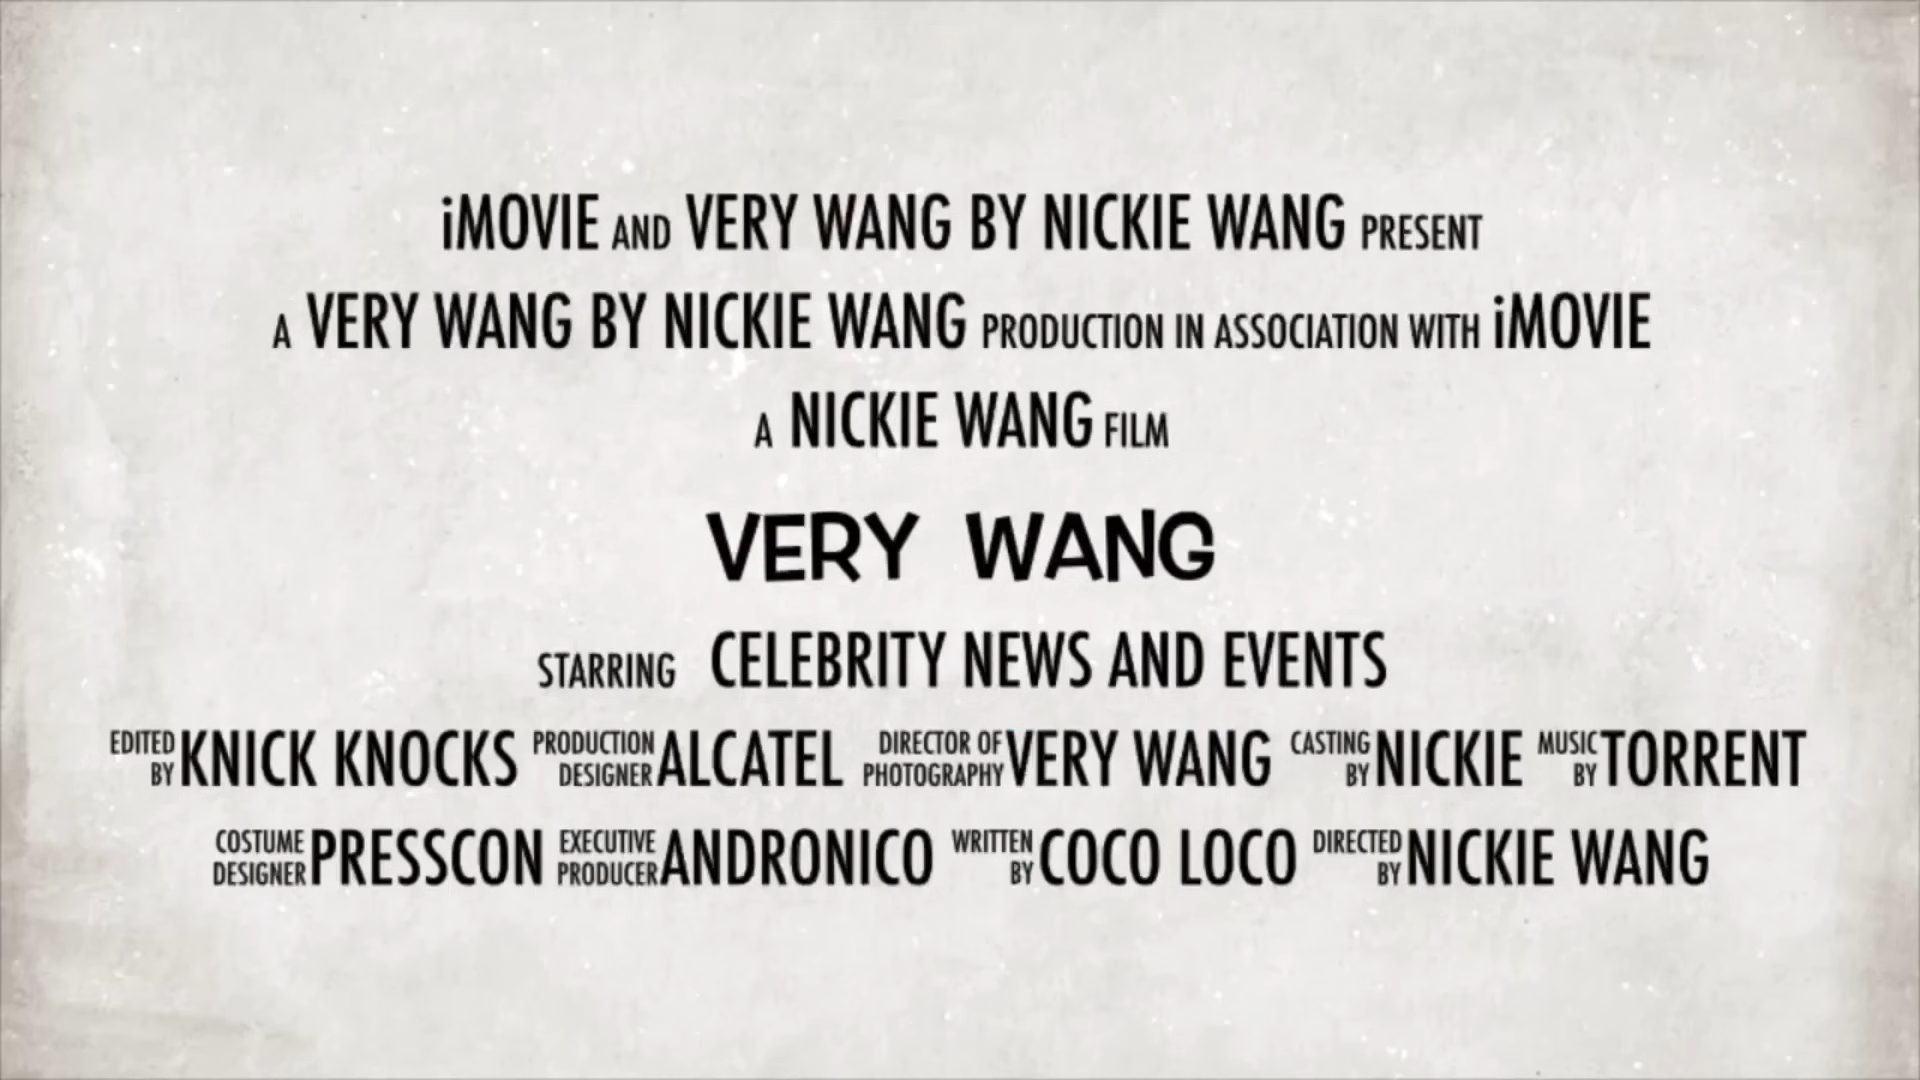 iMOVIE AND VERY WANG BY NICKIE WANG PRESENT
A VERY WANG BY NICKIE WANG PRODUCTION IN ASSOCIATION WITH iMOVIE
A NICKIE WANG FILM
VERY WANG
STARRING CELEBRITY NEWS AND EVENTS
EDITED BY KNICK KNOCKS PRODUCTION DESIGNER ALCATEL DIRECTOR OF PHOTOGRAPHY VERY WANG CASTING BY NICKIE MUSIC BY TORRENT
COSTUME DESIGNER PRESSCON EXECUTIVE PRODUCER ANDRONICO WRITTEN BY COCO LOCO DIRECTED BY NICKIE WANG